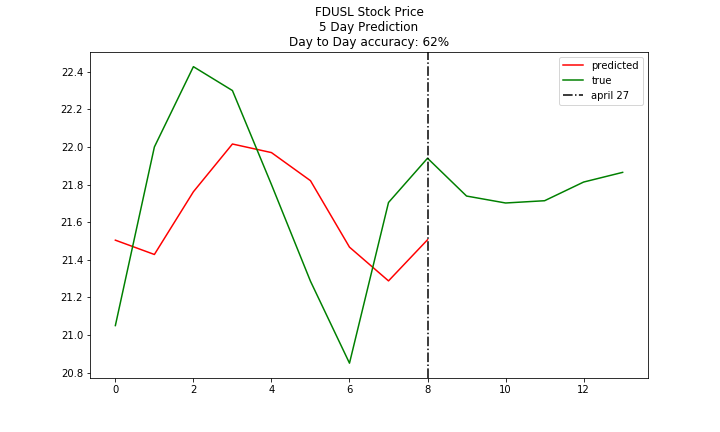 FDUSL Stock Price
5 Day Prediction
Day to Day accuracy: 62%
predicted
true
april 27
22.4
22.2
22.0
21.8
21.6
21.4
21.2
21.0
20.8
0 2 4 6 8 10 12